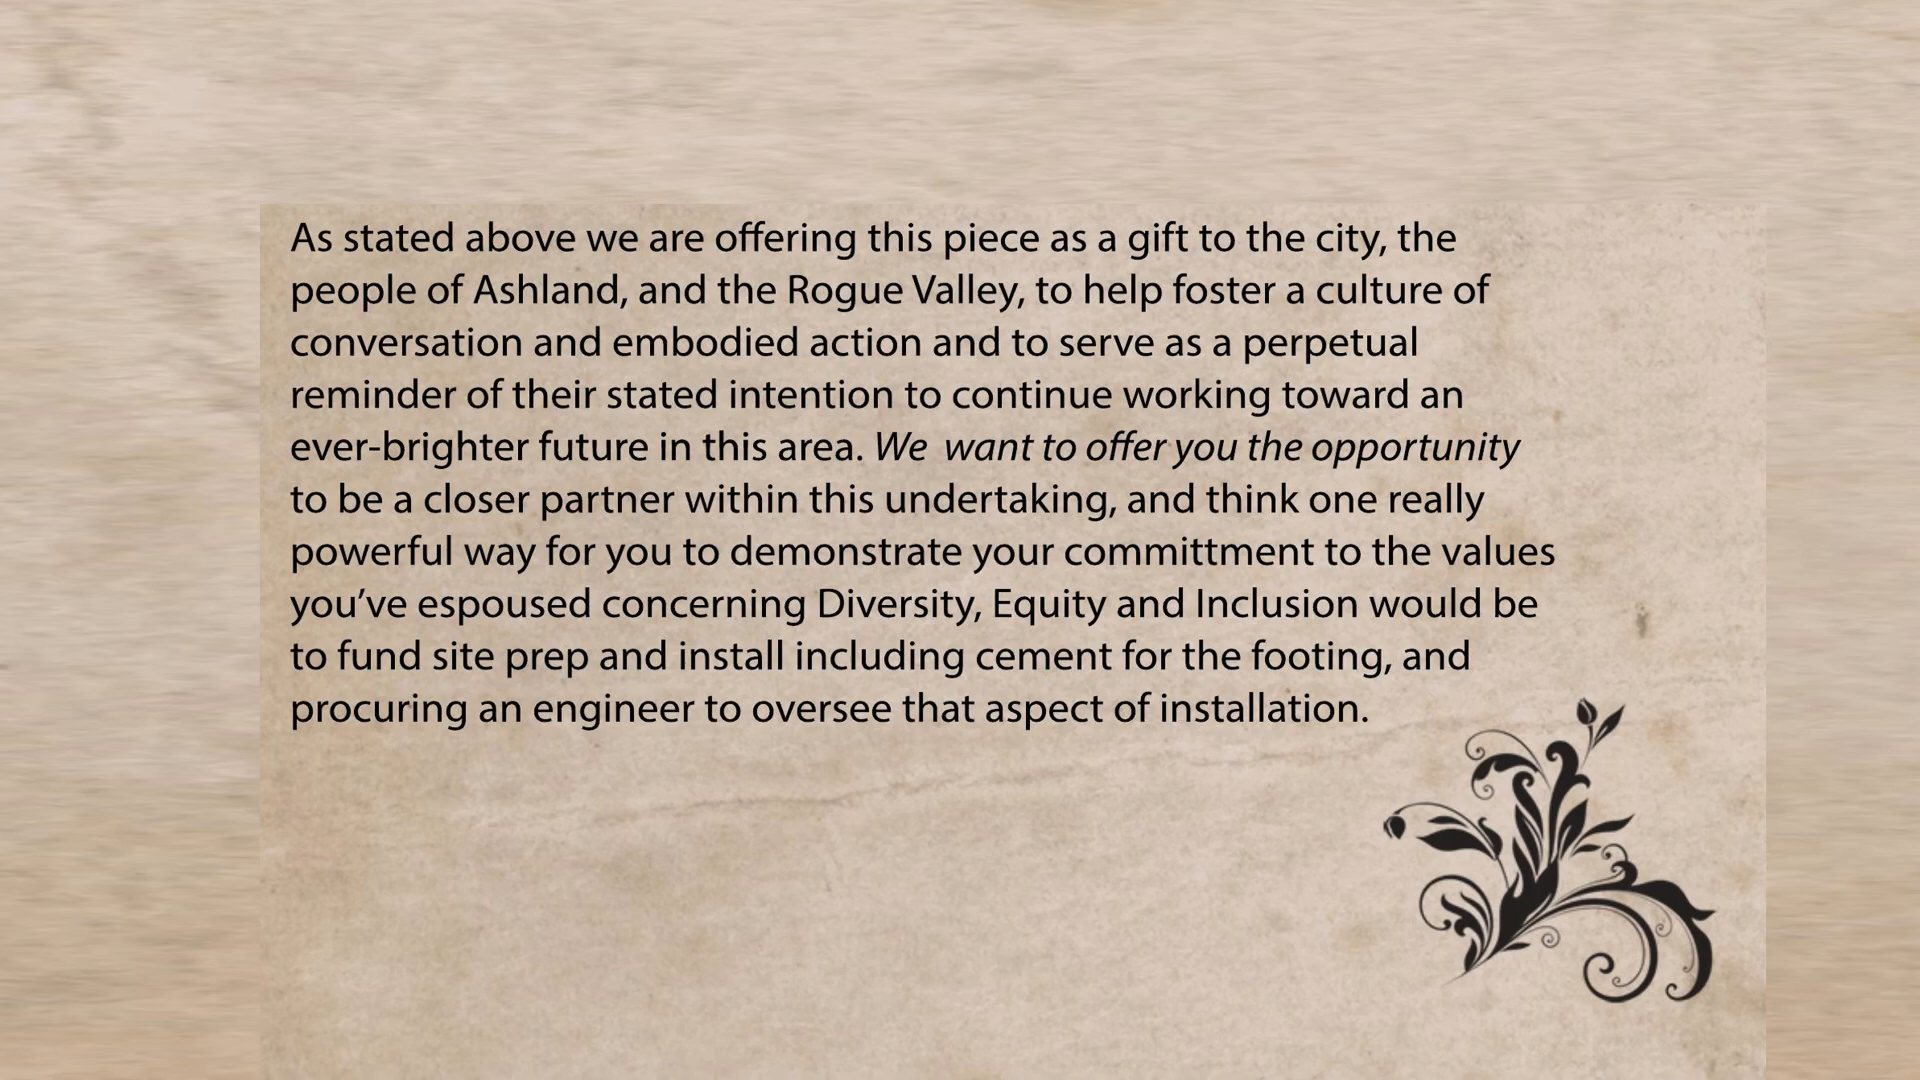 As stated above we are offering this piece as a gift to the city, the
people of Ashland, and the Rogue Valley, to help foster a culture of
conversation and embodied action and to serve as a perpetual
reminder of their stated intention to continue working toward an
ever-brighter future in this area. We  want to offer you the opportunity
to be a closer partner within this undertaking, and think one really
powerful way for you to demonstrate your committment to the values
you’ve espoused concerning Diversity, Equity and Inclusion would be
to fund site prep and install including cement for the footing, and
procuring an engineer to oversee that aspect of installation.